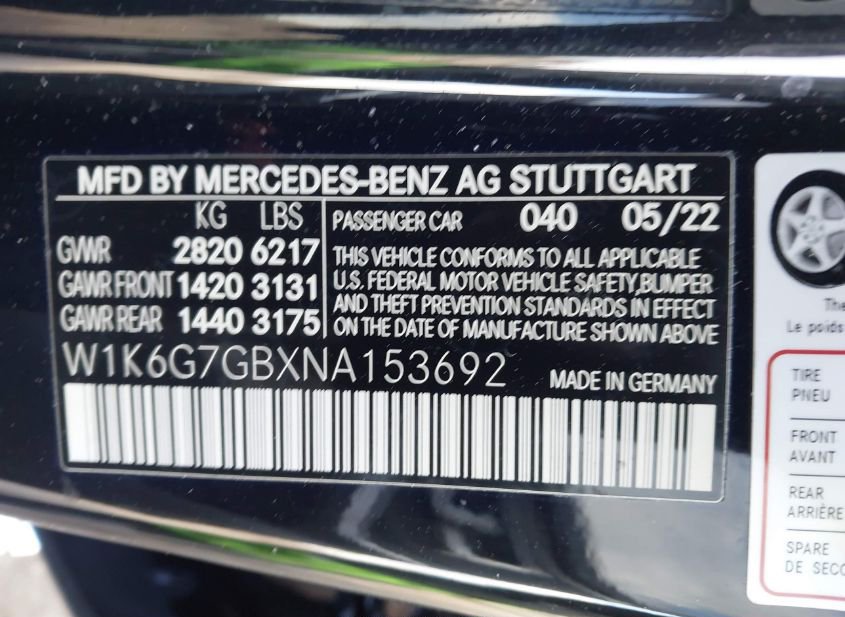 MFD BY MERCEDES-BENZ AG STUTTGART
KG LBS
GVWR 2820 6217
GAWR FRONT 1420 3131
GAWR REAR 1440 3175
PASSENGER CAR 040 05/22
THIS VEHICLE CONFORMS TO ALL APPLICABLE
U.S. FEDERAL MOTOR VEHICLE SAFETY,BUMPER
AND THEFT PREVENTION STANDARDS IN EFFECT
ON THE DATE OF MANUFACTURE SHOWN ABOVE
W1K6G7GBXNA153692
MADE IN GERMANY
The
Le poids
TIRE
PNEU
FRONT
AVANT
REAR
ARRIÈRE
SPARE
DE